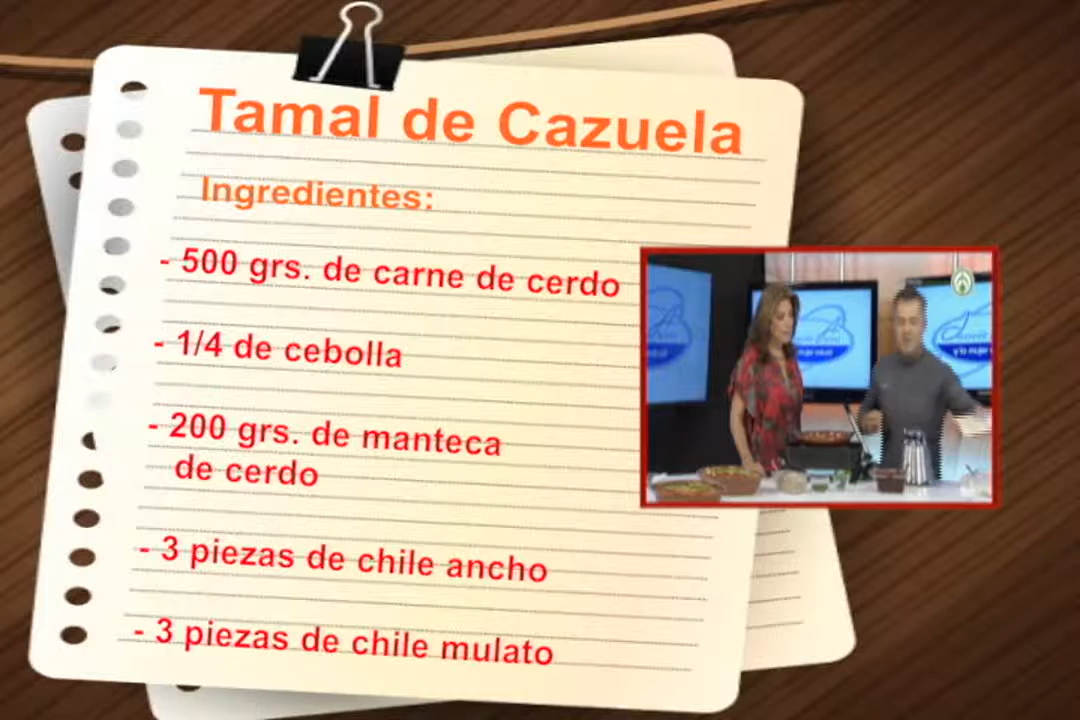 Tamal de Cazuela
Ingredientes:
- 500 grs. de carne de cerdo
- 1/4 de cebolla
- 200 grs. de manteca
de cerdo
- 3 piezas de chile ancho
- 3 piezas de chile mulato